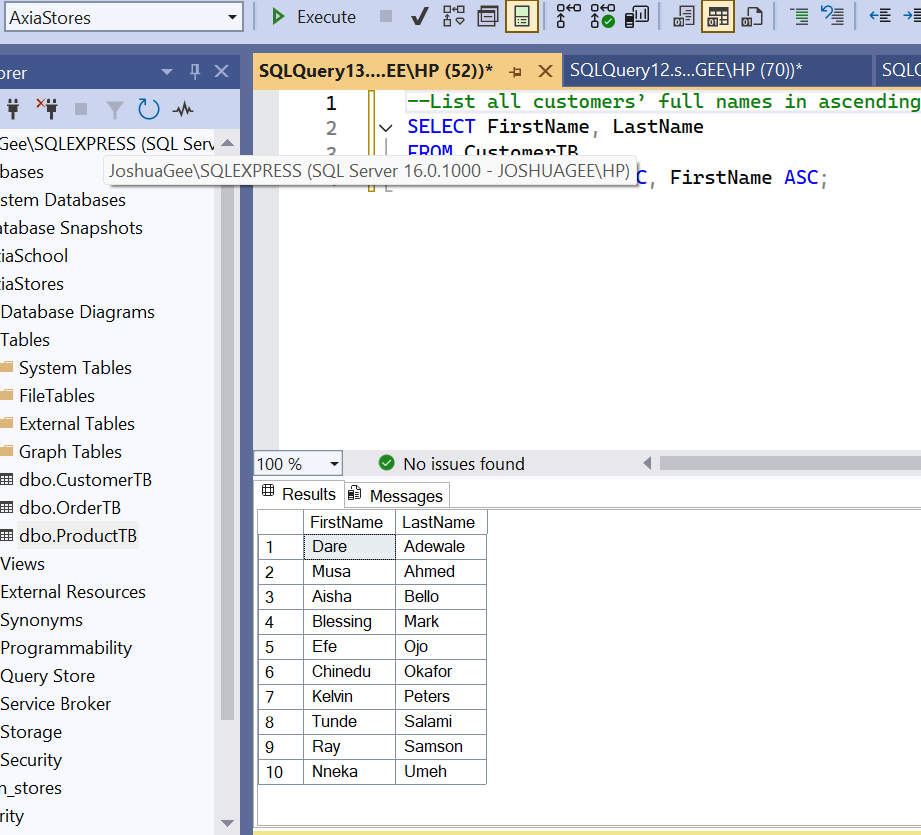 AxiaStores
Execute
orer
SQLQuery13....EE\HP (52))*
SQLQuery12.s...GEE\HP (70))*
Gee\SQLEXPRESS (SQL Serv
bases
stem Databases
atabase Snapshots
iaSchool
iaStores
Database Diagrams
Tables
System Tables
FileTables
External Tables
Graph Tables
dbo.CustomerTB
dbo.OrderTB
dbo.ProductTB
Views
External Resources
Synonyms
Programmability
Query Store
Service Broker
Storage
Security
n_stores
rity
JoshuaGee\SQLEXPRESS (SQL Server 16.0.1000 - JOSHUAGEE\HP)
1 --List all customers’ full names in ascending
2 SELECT FirstName, LastName
3 FROM CustomerTB
C, FirstName ASC;
100 %
No issues found
Results
Messages
FirstName LastName
1 Dare Adewale
2 Musa Ahmed
3 Aisha Bello
4 Blessing Mark
5 Efe Ojo
6 Chinedu Okafor
7 Kelvin Peters
8 Tunde Salami
9 Ray Samson
10 Nneka Umeh